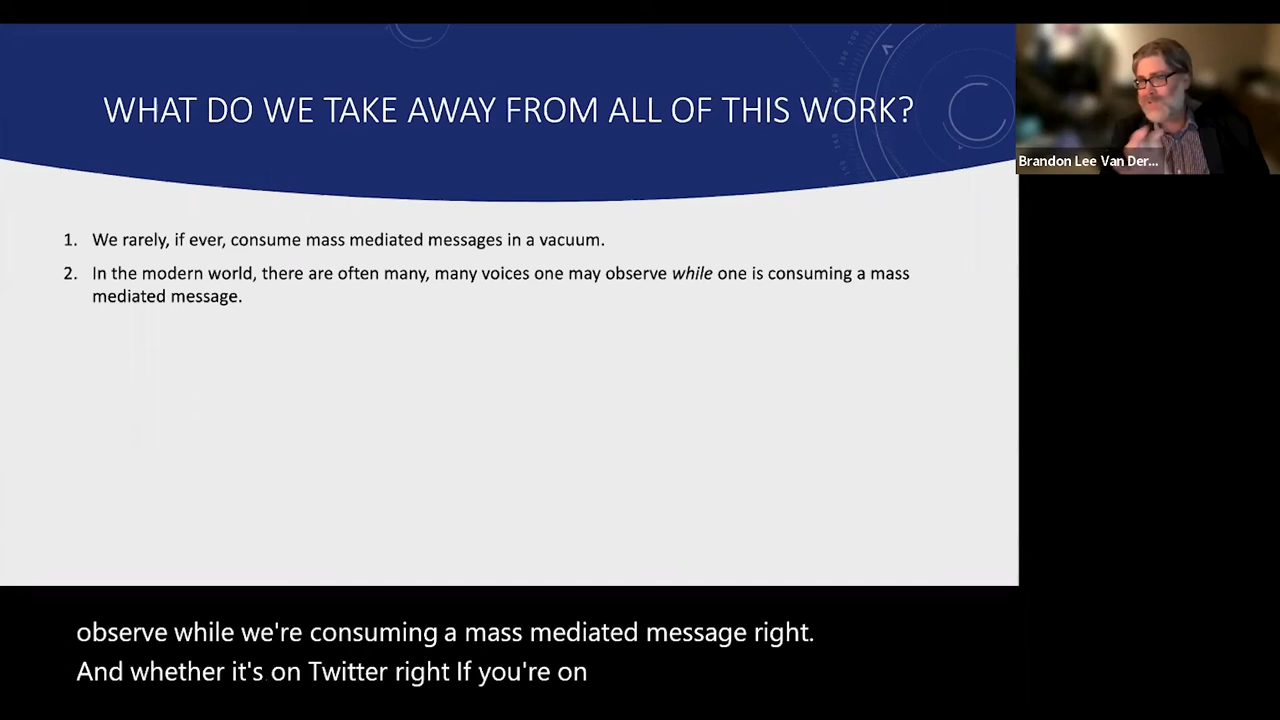 WHAT DO WE TAKE AWAY FROM ALL OF THIS WORK?
Brandon Lee Van Der...
1. We rarely, if ever, consume mass mediated messages in a vacuum.
2. In the modern world, there are often many, many voices one may observe while one is consuming a mass
mediated message.
observe while we're consuming a mass mediated message right.
And whether it's on Twitter right If you're on